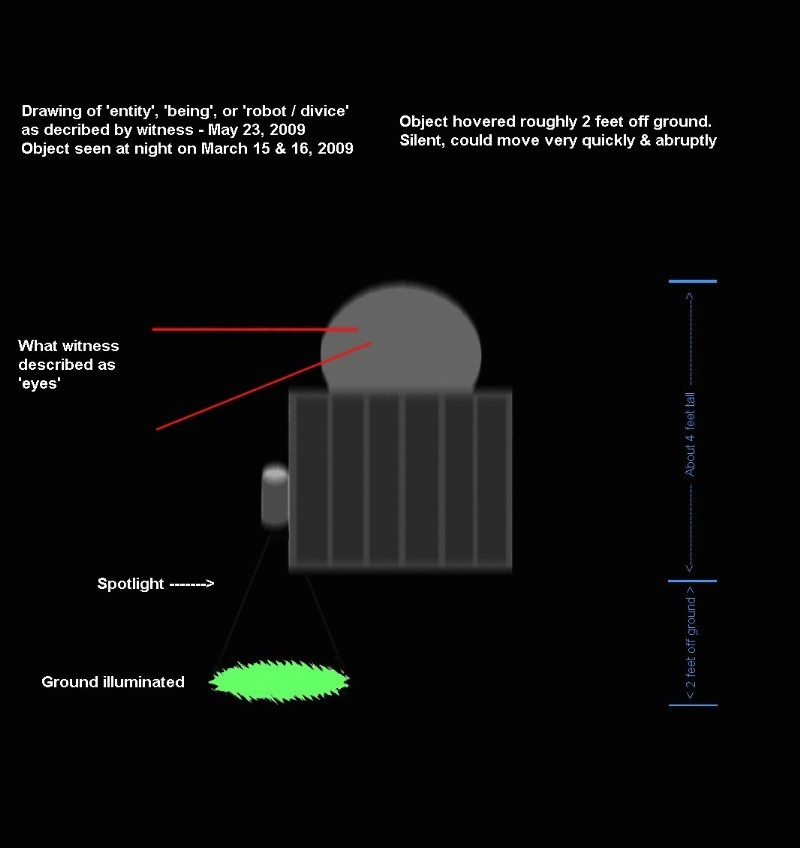 Drawing of 'entity', 'being', or 'robot / divice'
as decribed by witness - May 23, 2009
Object seen at night on March 15 & 16, 2009
Object hovered roughly 2 feet off ground.
Silent, could move very quickly & abruptly
What witness
described as
'eyes'
<----------------- About 4 feet tall ----------------->
Spotlight ------->
< 2 feet off ground >
Ground illuminated